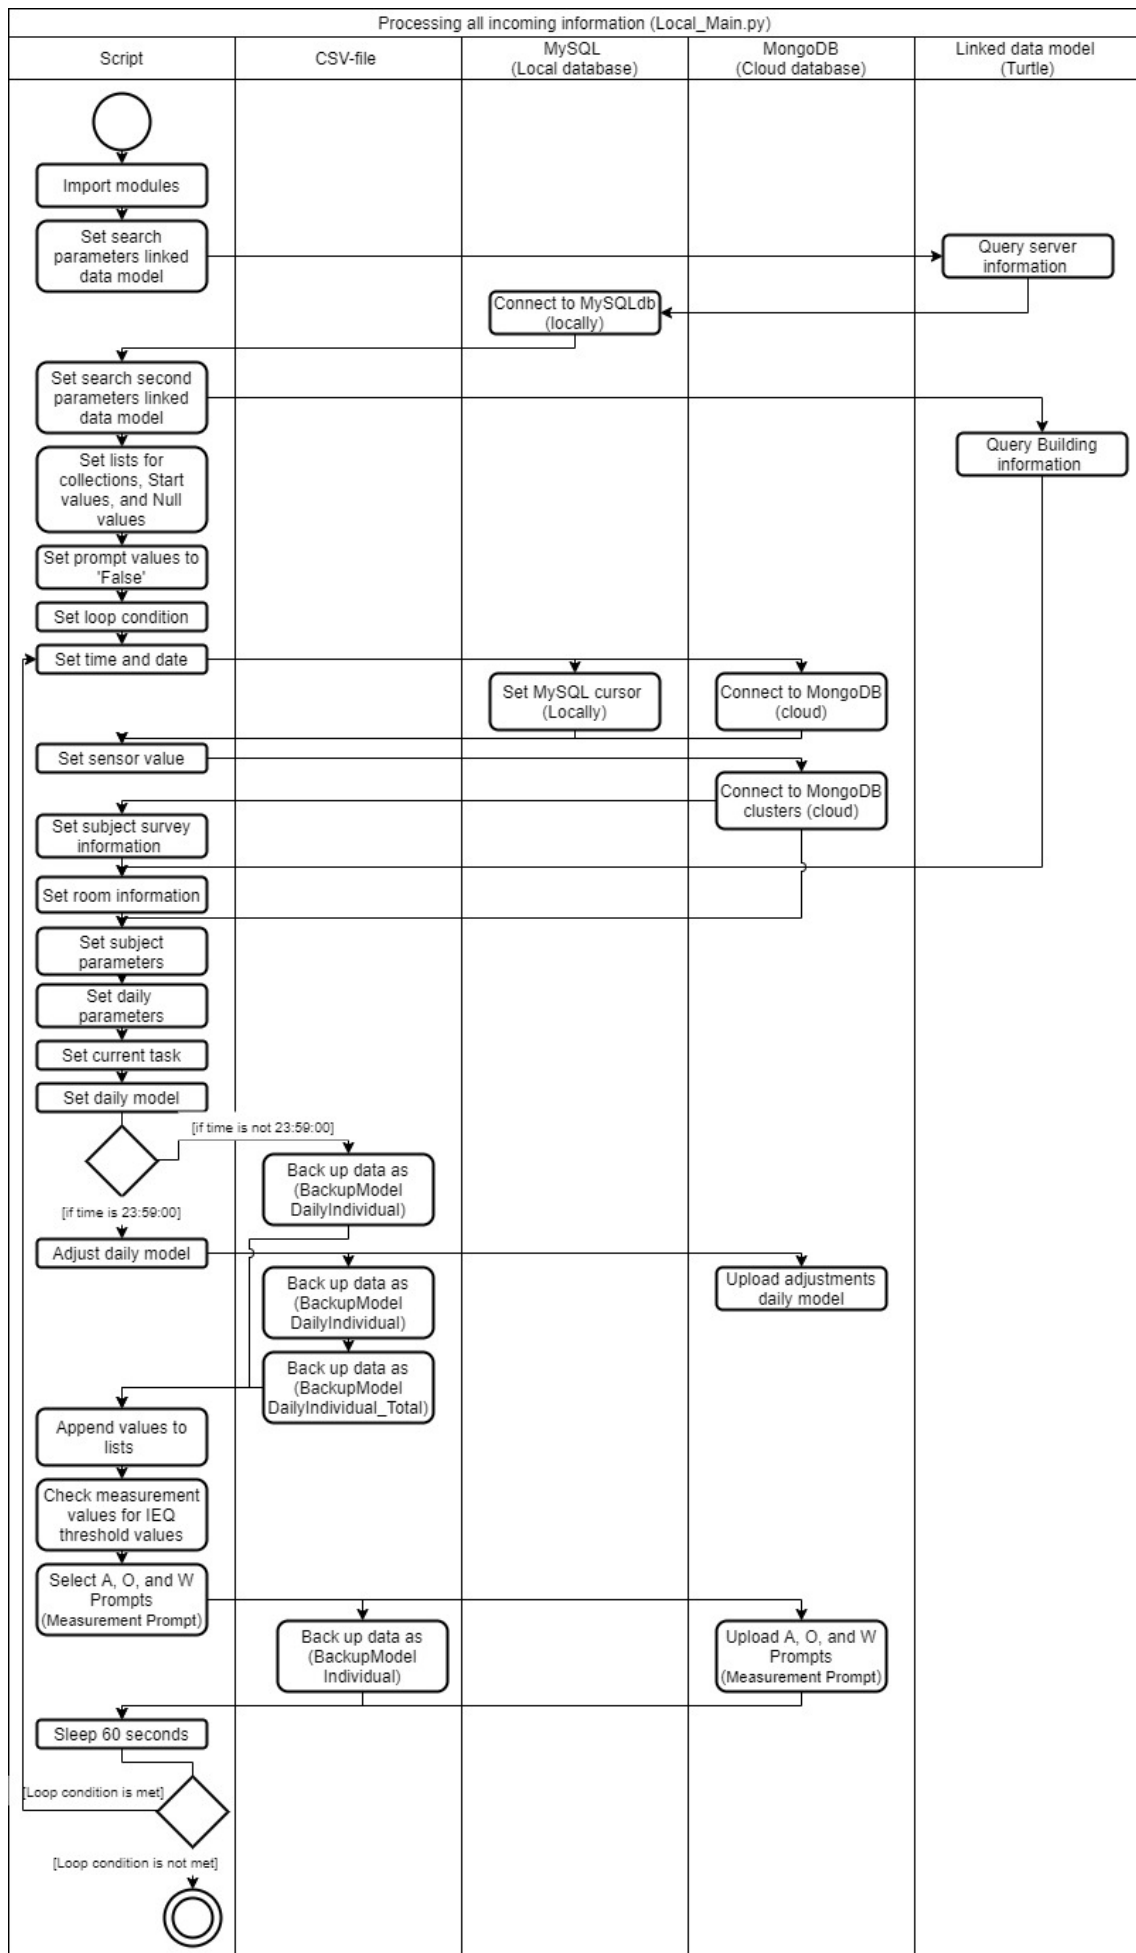 Processing all incoming information (Local_Main.py)
Script
CSV-file
MySQL
(Local database)
MongoDB
(Cloud database)
Linked data model
(Turtle)
Import modules
Set search
parameters linked
data model
Query server
information
Connect to MySQLdb
(locally)
Set search second
parameters linked
data model
Query Building
information
Set lists for
collections, Start
values, and Null
values
Set prompt values to
'False'
Set loop condition
Set time and date
Set MySQL cursor
(Locally)
Connect to MongoDB
(cloud)
Set sensor value
Connect to MongoDB
clusters (cloud)
Set subject survey
information
Set room information
Set subject
parameters
Set daily
parameters
Set current task
Set daily model
[if time is not 23:59:00]
Back up data as
(BackupModel
DailyIndividual)
[if time is 23:59:00]
Adjust daily model
Back up data as
(BackupModel
DailyIndividual)
Upload adjustments
daily model
Back up data as
(BackupModel
DailyIndividual_Total)
Append values to
lists
Check measurement
values for IEQ
threshold values
Select A, O, and W
Prompts
(Measurement Prompt)
Back up data as
(BackupModel
Individual)
Upload A, O, and W
Prompts
(Measurement Prompt)
Sleep 60 seconds
[Loop condition is met]
[Loop condition is not met]